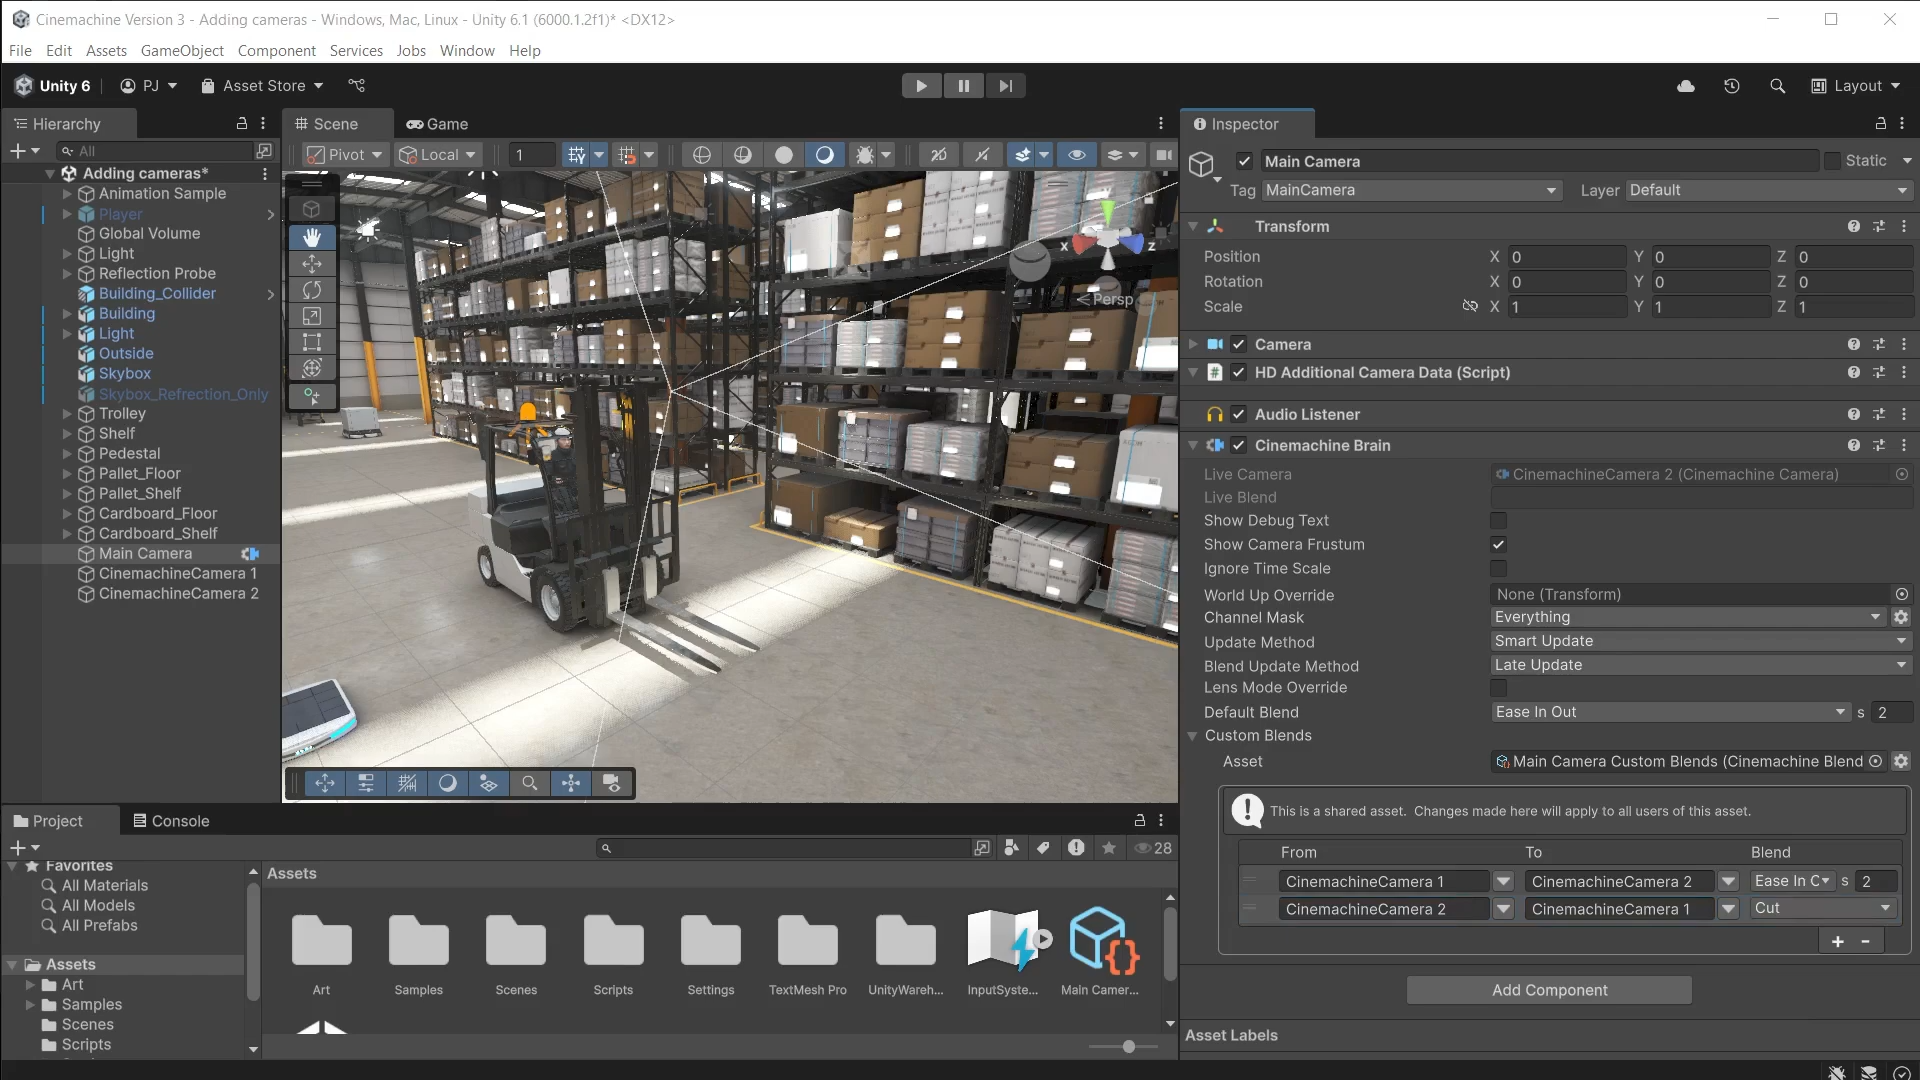 Cinemachine Version 3 - Adding cameras - Windows, Mac, Linux - Unity 6.1 (6000.1.2f1)* <DX12>
File Edit Assets GameObject Component Services Jobs Window Help
Unity 6 PJ Asset Store Layout
Hierarchy
All
Adding cameras*
Animation Sample
Player
Global Volume
Light
Reflection Probe
Building_Collider
Building
Light
Outside
Skybox
Skybox_Refrection_Only
Trolley
Shelf
Pedestal
Pallet_Floor
Pallet_Shelf
Cardboard_Floor
Cardboard_Shelf
Main Camera
CinemachineCamera 1
CinemachineCamera 2
Scene Game
Pivot Local 1 2D
x z
Persp
Inspector
Main Camera Static
Tag MainCamera Layer Default
Transform
Position X 0 Y 0 Z 0
Rotation X 0 Y 0 Z 0
Scale X 1 Y 1 Z 1
Camera
HD Additional Camera Data (Script)
Audio Listener
Cinemachine Brain
Live Camera CinemachineCamera 2 (Cinemachine Camera)
Live Blend
Show Debug Text
Show Camera Frustum
Ignore Time Scale
World Up Override None (Transform)
Channel Mask Everything
Update Method Smart Update
Blend Update Method Late Update
Lens Mode Override
Default Blend Ease In Out s 2
Custom Blends
Asset Main Camera Custom Blends (Cinemachine Blend
This is a shared asset. Changes made here will apply to all users of this asset.
From To Blend
CinemachineCamera 1 CinemachineCamera 2 Ease In C s 2
CinemachineCamera 2 CinemachineCamera 1 Cut
+ -
Add Component
Asset Labels
Project Console
28
Favorites
All Materials
All Models
All Prefabs
Assets
Art
Samples
Scenes
Scripts
Assets
Art Samples Scenes Scripts Settings TextMesh Pro UnityWareh... InputSyste... Main Camer...